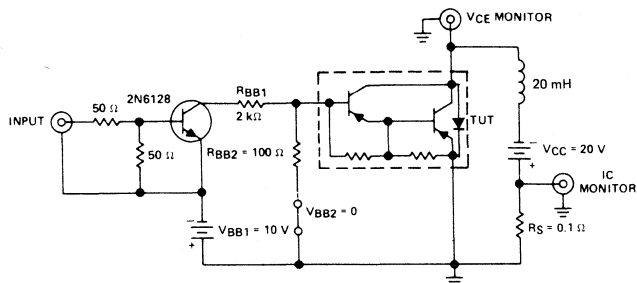 VCE MONITOR
2N6128
RBB1
2 kΩ
20 mH
50 Ω
INPUT
TUT
50 Ω
RBB2 = 100 Ω
VCC = 20 V
IC
MONITOR
VBB2 = 0
VBB1 = 10 V
RS = 0.1 Ω